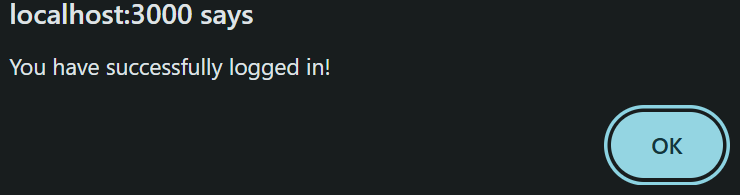 localhost:3000 says
You have successfully logged in!
OK